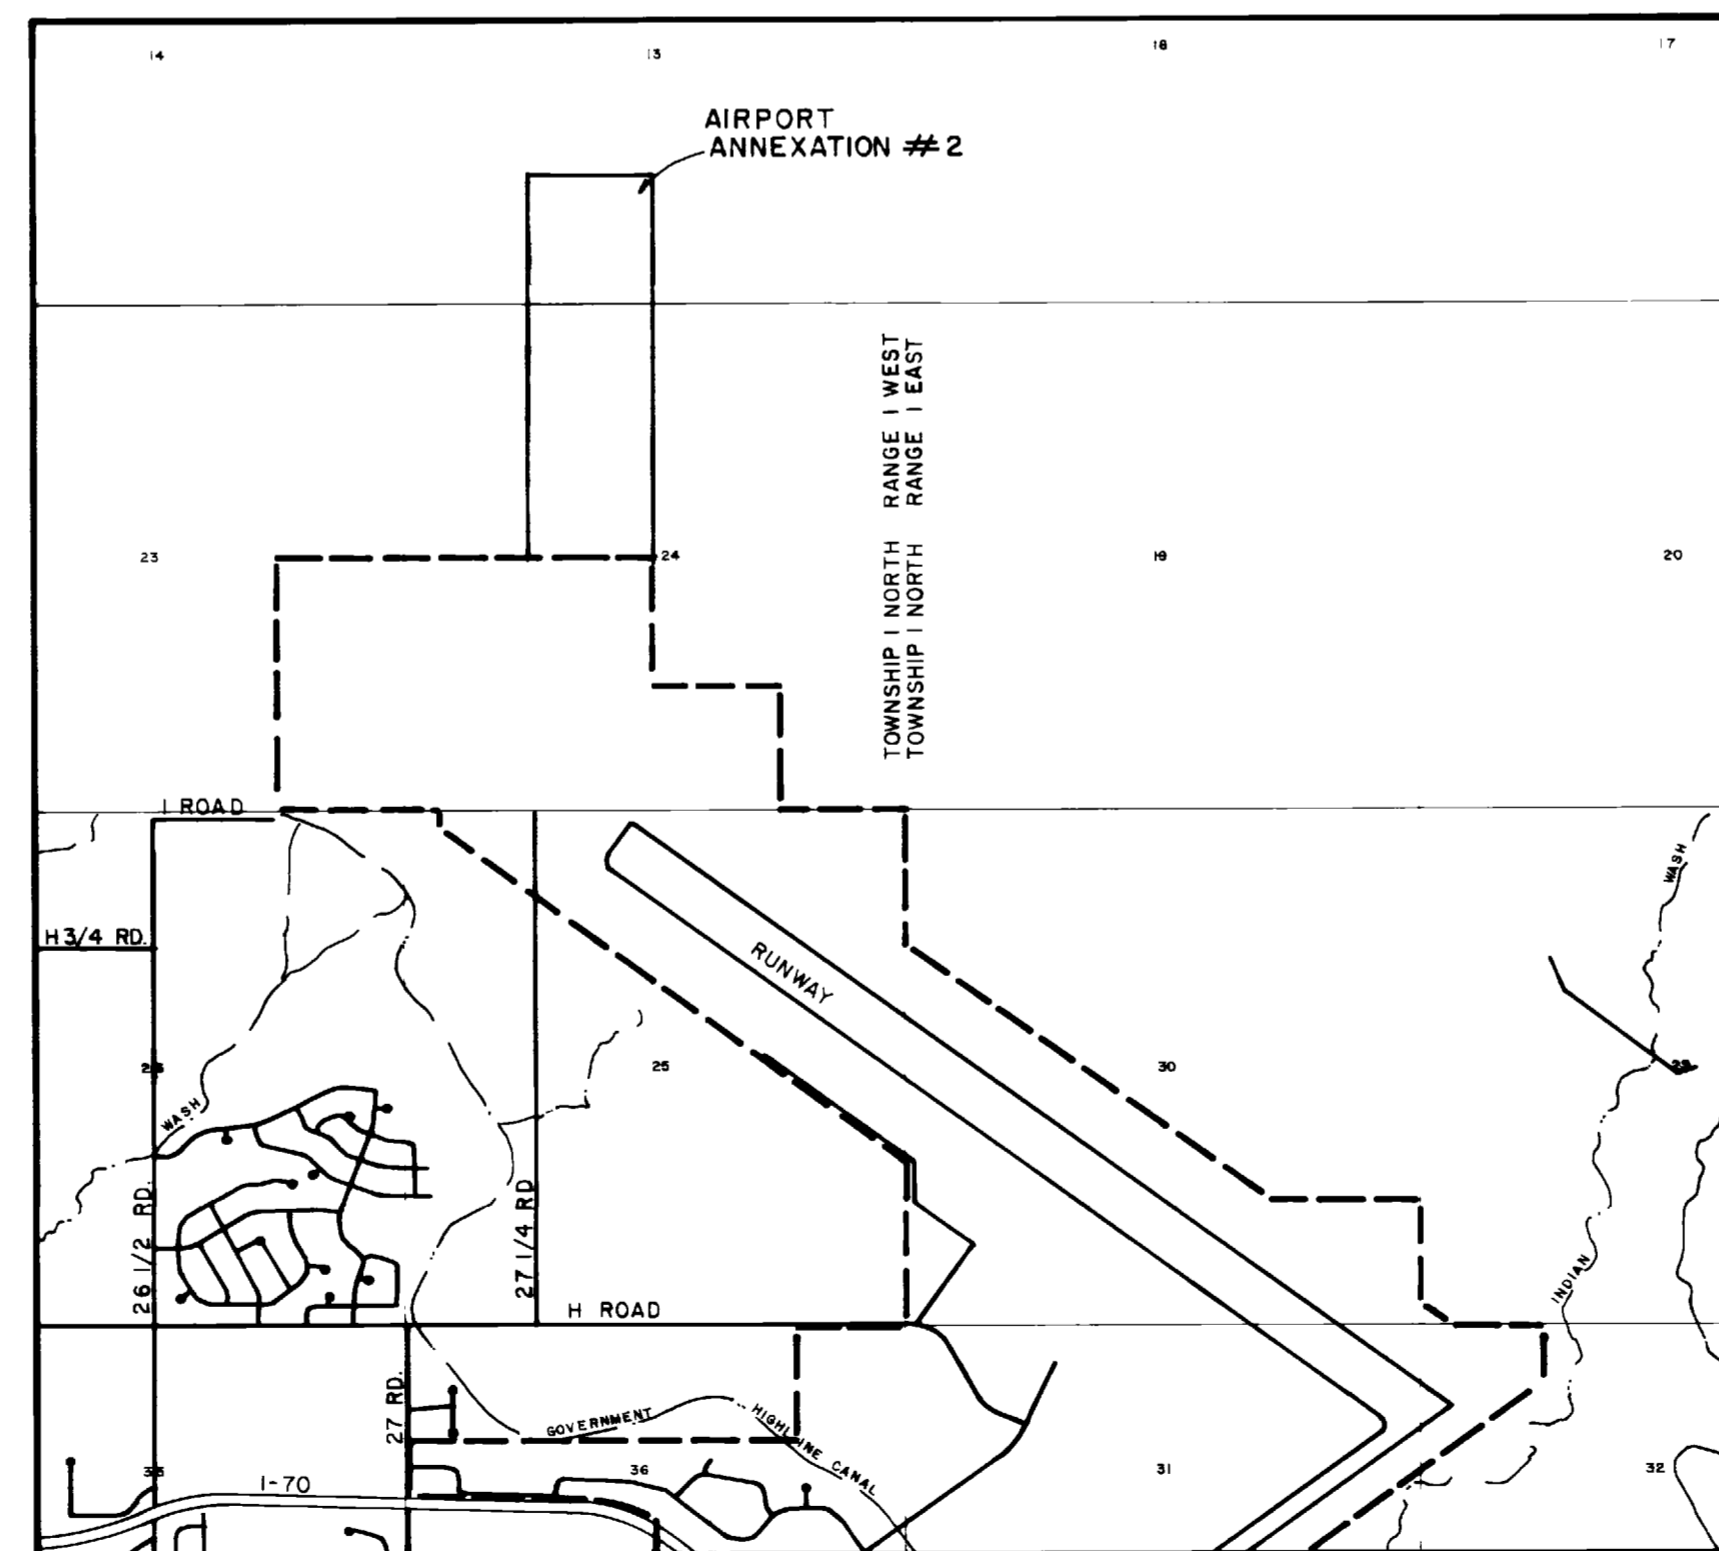 14
13
18
17
AIRPORT
ANNEXATION #2
TOWNSHIP 1 NORTH RANGE 1 WEST
TOWNSHIP 1 NORTH RANGE 1 EAST
23
24
19
20
I ROAD
H 3/4 RD.
RUNWAY
WASH
25
30
29
WASH
26 1/2 RD.
27 1/4 RD
INDIAN
H ROAD
27 RD.
GOVERNMENT
HIGHLINE CANAL
I-70
36
31
32